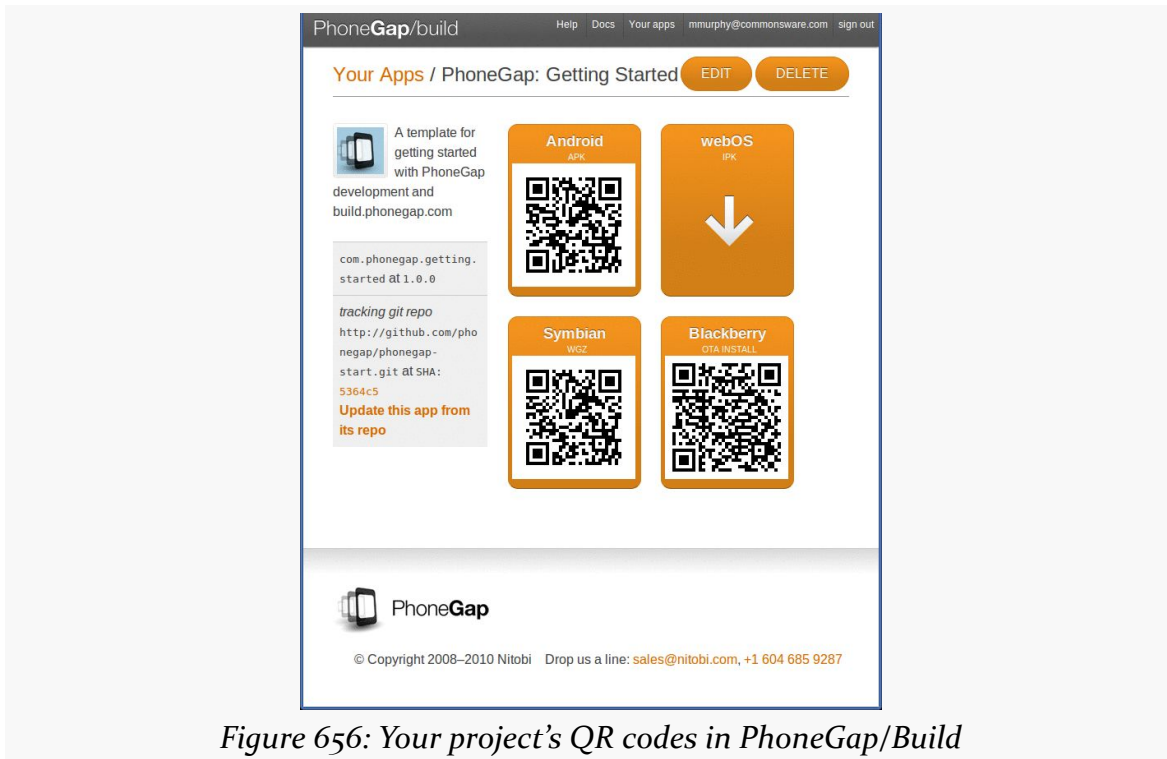 PhoneGap/build
Help Docs Your apps mmurphy@commonsware.com sign out
Your Apps / PhoneGap: Getting Started EDIT DELETE
A template for
getting started
with PhoneGap
development and
build.phonegap.com
com.phonegap.getting.
started at 1.0.0
tracking git repo
http://github.com/pho
negap/phonegap-
start.git at SHA:
5364c5
Update this app from
its repo
Android
APK
webOS
IPK
Symbian
WGZ
Blackberry
OTA INSTALL
PhoneGap
© Copyright 2008–2010 Nitobi Drop us a line: sales@nitobi.com, +1 604 685 9287
Figure 656: Your project's QR codes in PhoneGap/Build